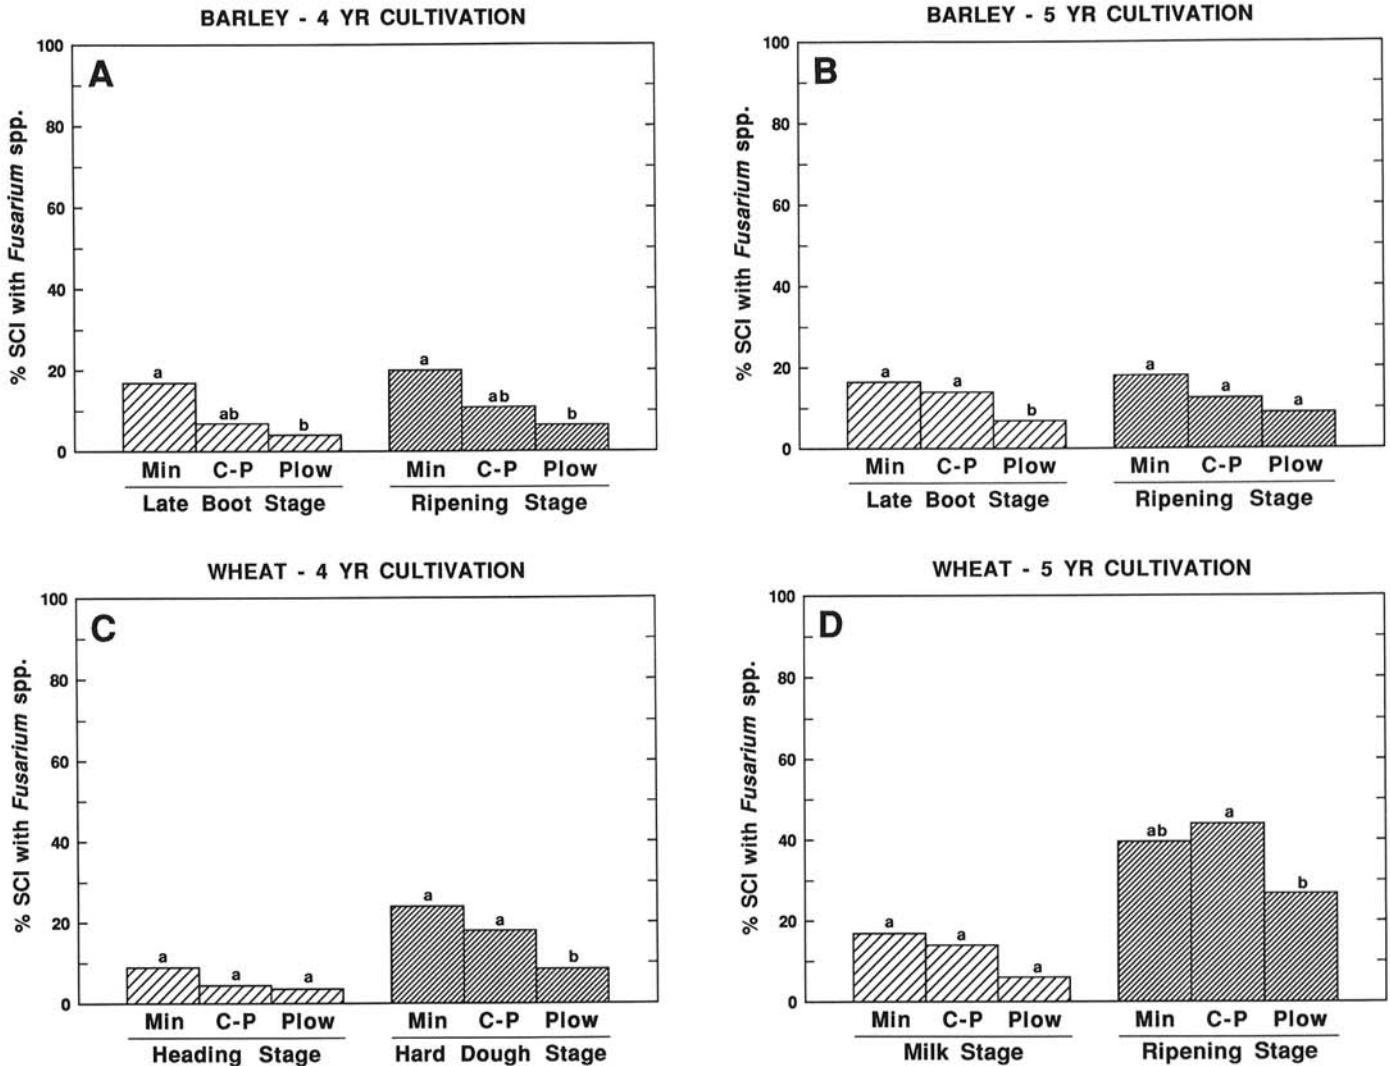 BARLEY - 4 YR CULTIVATION
A
% SCI with Fusarium spp.
100
80
60
40
20
0
a
ab
b
a
ab
b
Min C-P Plow Min C-P Plow
Late Boot Stage Ripening Stage
BARLEY - 5 YR CULTIVATION
B
% SCI with Fusarium spp.
100
80
60
40
20
0
a
a
b
a
a
a
Min C-P Plow Min C-P Plow
Late Boot Stage Ripening Stage
WHEAT - 4 YR CULTIVATION
C
% SCI with Fusarium spp.
100
80
60
40
20
0
a
a
a
a
a
b
Min C-P Plow Min C-P Plow
Heading Stage Hard Dough Stage
WHEAT - 5 YR CULTIVATION
D
% SCI with Fusarium spp.
100
80
60
40
20
0
a
a
a
ab
a
b
Min C-P Plow Min C-P Plow
Milk Stage Ripening Stage